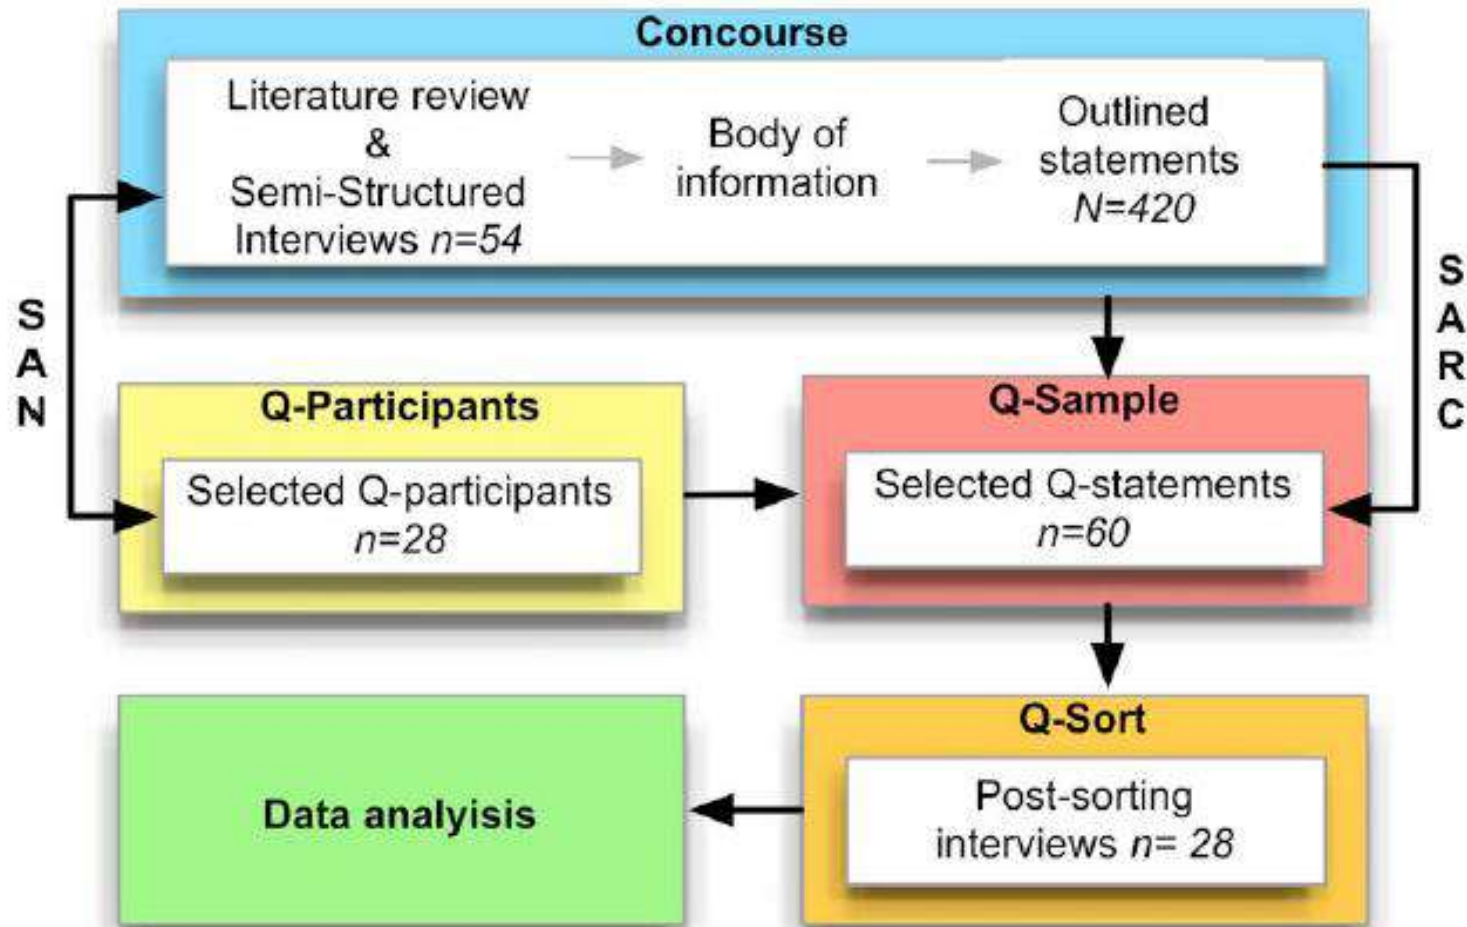 Concourse
Literature review
&
Semi-Structured
Interviews n=54
Body of
information
Outlined
statements
N=420
S
A
N
S
A
R
C
Q-Participants
Selected Q-participants
n=28
Q-Sample
Selected Q-statements
n=60
Data analyisis
Q-Sort
Post-sorting
interviews n= 28